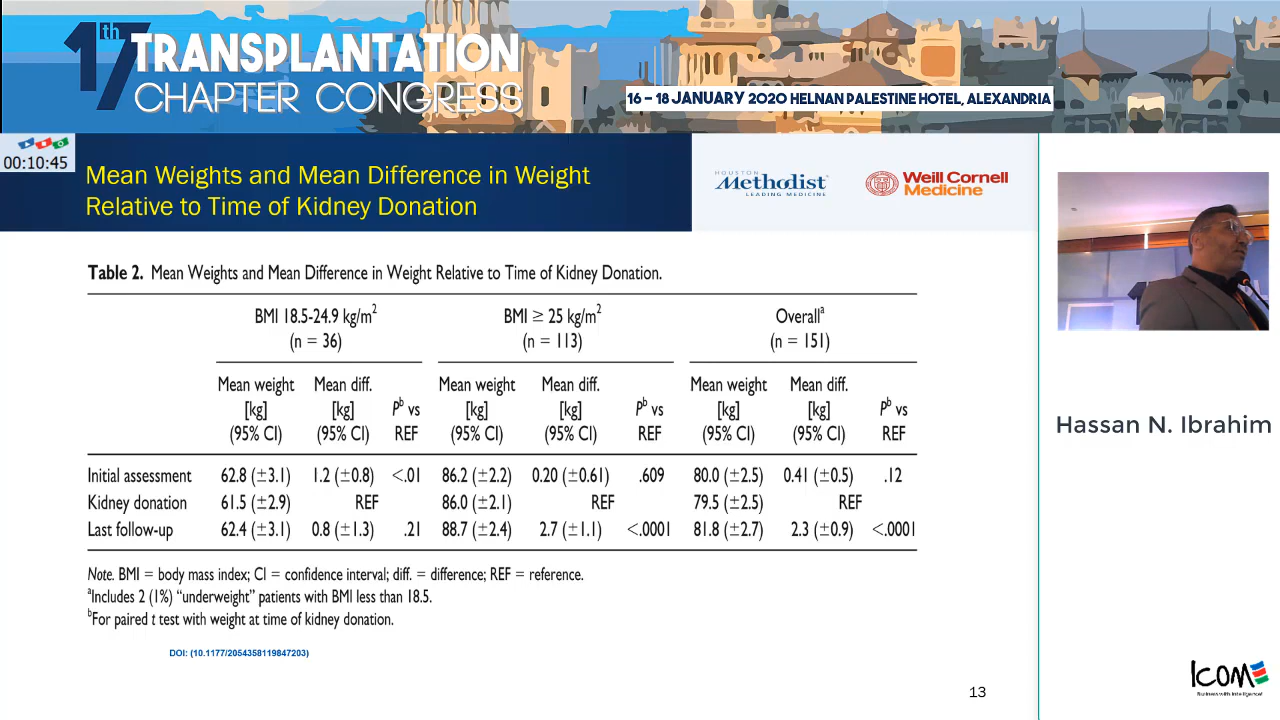 17th TRANSPLANTATION
CHAPTER CONGRESS
16 – 18 JANUARY 2020 HELNAN PALESTINE HOTEL, ALEXANDRIA
00:10:45
Mean Weights and Mean Difference in Weight
Relative to Time of Kidney Donation
HOUSTON
Methodist
LEADING MEDICINE
Weill Cornell
Medicine
Table 2. Mean Weights and Mean Difference in Weight Relative to Time of Kidney Donation.
BMI 18.5-24.9 kg/m² BMI ≥ 25 kg/m² Overallᵃ
(n = 36) (n = 113) (n = 151)
Mean weight Mean diff. Mean weight Mean diff. Mean weight Mean diff.
[kg] [kg] Pᵇ vs [kg] [kg] Pᵇ vs [kg] [kg] Pᵇ vs
(95% CI) (95% CI) REF (95% CI) (95% CI) REF (95% CI) (95% CI) REF
Initial assessment 62.8 (±3.1) 1.2 (±0.8) <.01 86.2 (±2.2) 0.20 (±0.61) .609 80.0 (±2.5) 0.41 (±0.5) .12
Kidney donation 61.5 (±2.9) REF 86.0 (±2.1) REF 79.5 (±2.5) REF
Last follow-up 62.4 (±3.1) 0.8 (±1.3) .21 88.7 (±2.4) 2.7 (±1.1) <.0001 81.8 (±2.7) 2.3 (±0.9) <.0001
Note. BMI = body mass index; CI = confidence interval; diff. = difference; REF = reference.
ᵃIncludes 2 (1%) “underweight” patients with BMI less than 18.5.
ᵇFor paired t test with weight at time of kidney donation.
DOI: (10.1177/2054358119847203)
13
Hassan N. Ibrahim
Icom
Business with Intelligence!